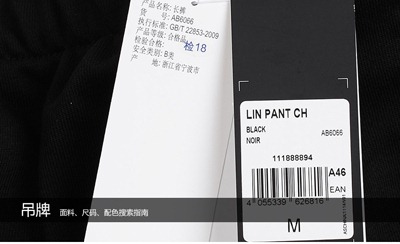 产品名称: 长裤
货 号: AB6066
执行标准: GB/T 22853-2009
产品等级: 合格品
检验合格: 检18
安全类别: B类
产 地: 浙江省宁波市
LIN PANT CH
BLACK AB6066
NOIR
111888894
A46
EAN
4 055339 626816
M
吊牌 面料、尺码、配色搜索指南